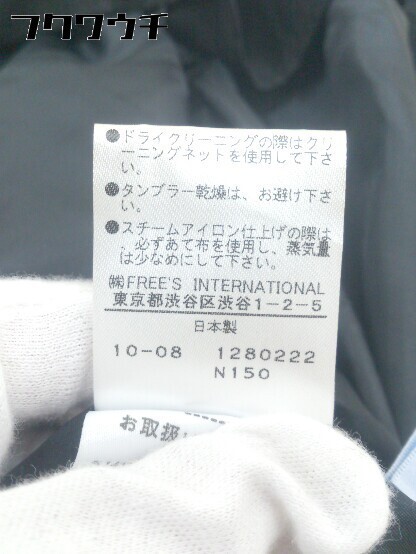 フクウウチ
●ドライクリーニングの際はクリ
ーニングネットを使用して下さ
い。
●タンブラー乾燥は、お避け下さ
い。
●スチームアイロン仕上げの際は
、必ずあて布を使用し、蒸気量
は少なめにして下さい。
㈱FREE'S INTERNATIONAL
東京都渋谷区渋谷1-2-5
日本製
10-08 1280222
N150
お取扱い